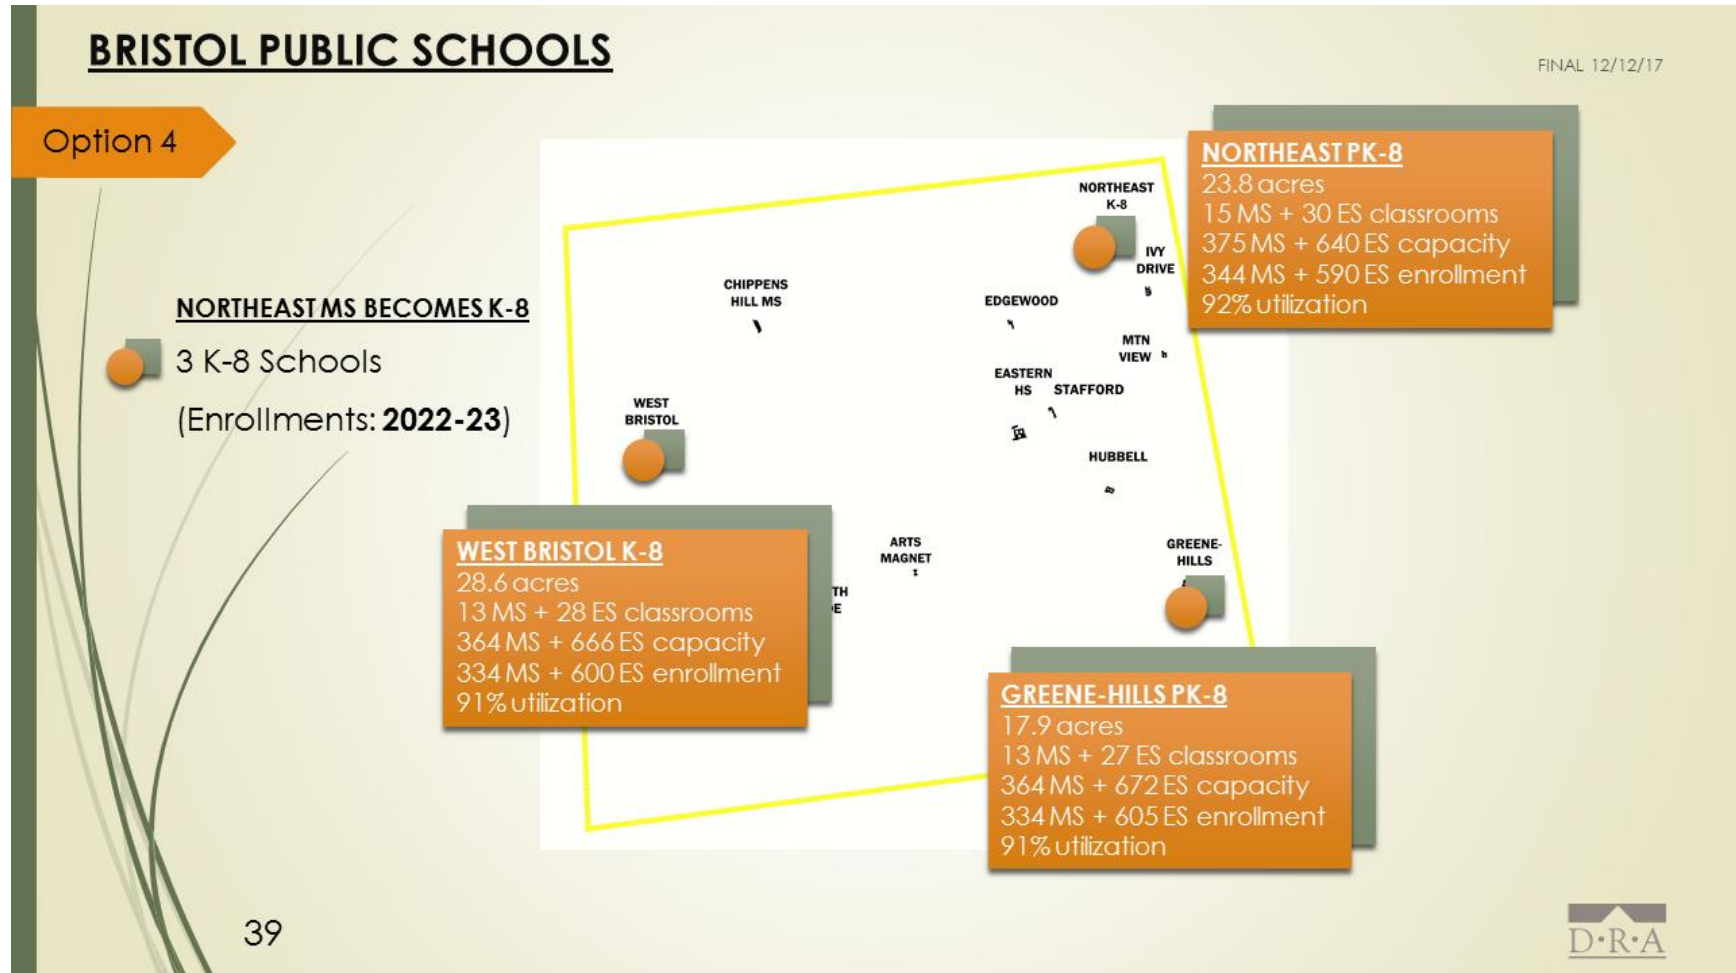 BRISTOL PUBLIC SCHOOLS
FINAL 12/12/17
Option 4
NORTHEAST MS BECOMES K-8
3 K-8 Schools
(Enrollments: 2022-23)
NORTHEAST PK-8
23.8 acres
15 MS + 30 ES classrooms
375 MS + 640 ES capacity
344 MS + 590 ES enrollment
92% utilization
NORTHEAST
K-8
IVY
DRIVE
CHIPPENS
HILL MS
EDGEWOOD
MTN
VIEW
EASTERN
HS
STAFFORD
WEST
BRISTOL
HUBBELL
ARTS
MAGNET
GREENE-
HILLS
TH
E
WEST BRISTOL K-8
28.6 acres
13 MS + 28 ES classrooms
364 MS + 666 ES capacity
334 MS + 600 ES enrollment
91% utilization
GREENE-HILLS PK-8
17.9 acres
13 MS + 27 ES classrooms
364 MS + 672 ES capacity
334 MS + 605 ES enrollment
91% utilization
39
D·R·A